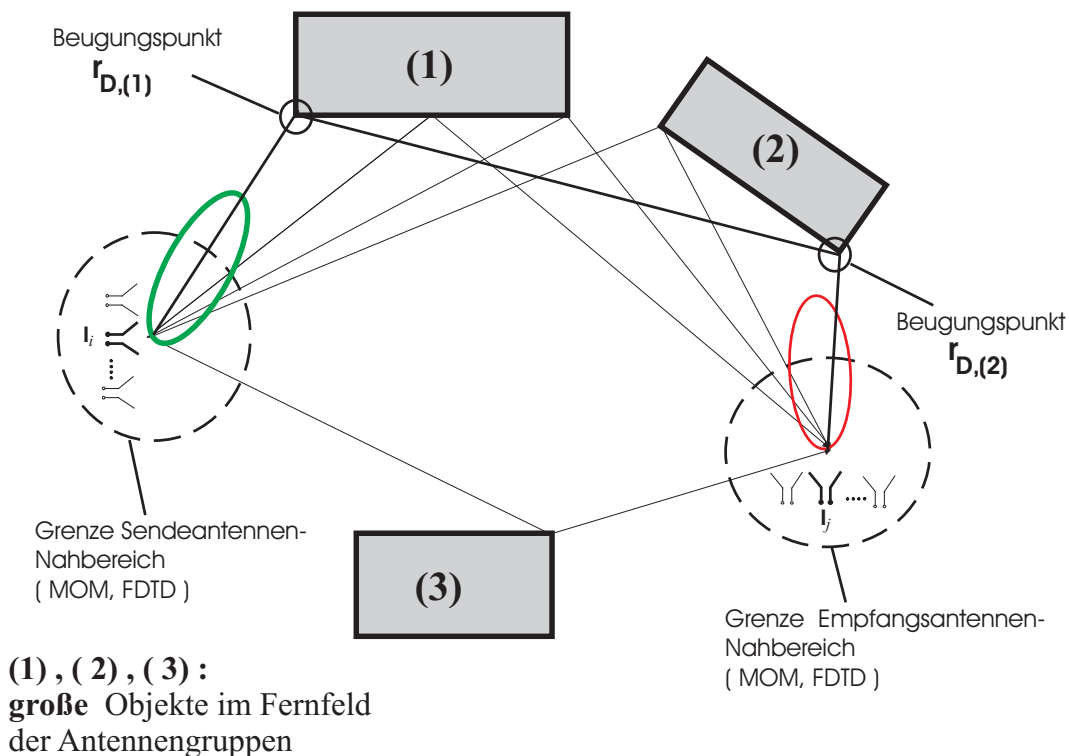 Beugungspunkt
r_D,(1)
(1)
(2)
I_i
Beugungspunkt
r_D,(2)
I_j
Grenze Sendeantennen-
Nahbereich
( MOM, FDTD )
(3)
Grenze Empfangsantennen-
Nahbereich
( MOM, FDTD )
(1) , ( 2) , ( 3) :
große Objekte im Fernfeld
der Antennengruppen